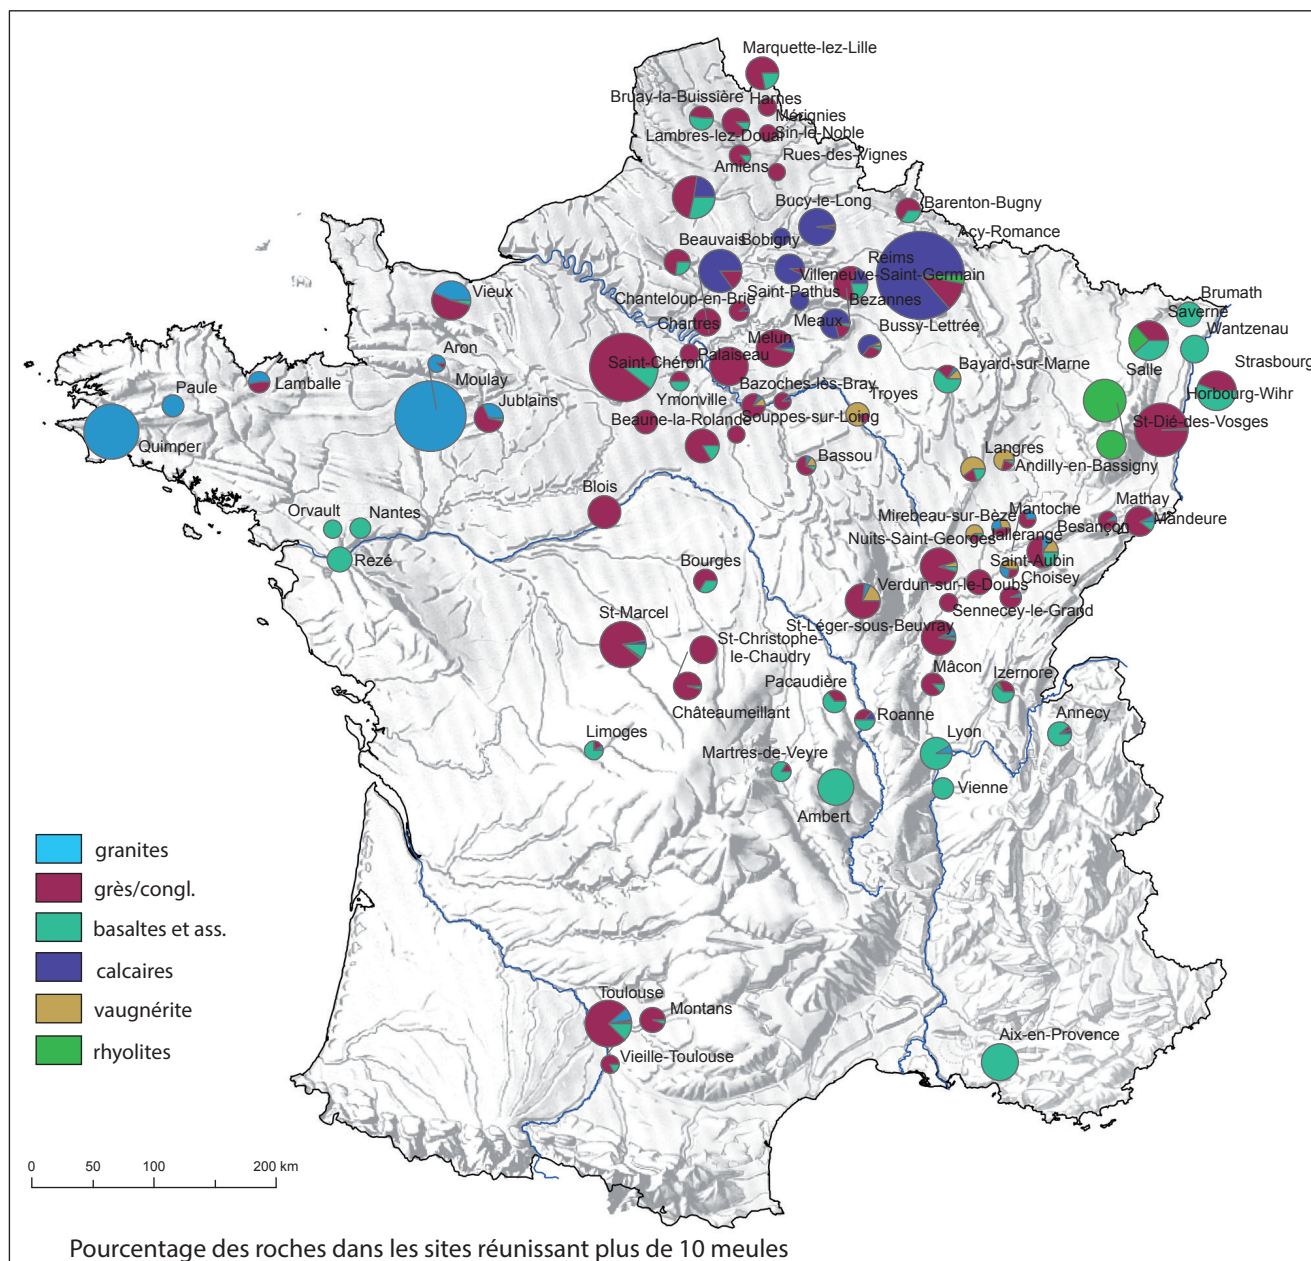 Marquette-lez-Lille
Bruay-la-Buissière
Harnes
Mérignies
Lambres-lez-Douai
Sin-le-Noble
Rues-des-Vignes
Amiens
Bucy-le-Long
Barenton-Bugny
Acy-Romance
Beauvais
Bobigny
Reims
Villeneuve-Saint-Germain
Saint-Pathus
Bezannes
Chanteloup-en-Brie
Chartres
Meaux
Bussy-Lettrée
Melun
Brumath
Saverne
Wantzenau
Strasbourg
Salle
Horbourg-Wihr
St-Dié-des-Vosges
Vieux
Aron
Moulay
Lamballe
Paule
Jublains
Quimper
Saint-Chéron
Palaiseau
Ymonville
Bazoches-lès-Bray
Troyes
Bayard-sur-Marne
Beaune-la-Rolande
Souppes-sur-Loing
Bassou
Langres
Andilly-en-Bassigny
Blois
Orvault
Nantes
Rezé
Mantoche
Mathay
Mirebeau-sur-Bèze
Besançon
Mandeure
Jallerange
Nuits-Saint-Georges
Saint-Aubin
Choisey
Bourges
Verdun-sur-le-Doubs
Sennecey-le-Grand
St-Léger-sous-Beuvray
St-Marcel
St-Christophe-
le-Chaudry
Mâcon
Izernore
Pacaudière
Châteaumeillant
Roanne
Annecy
Limoges
Lyon
Martres-de-Veyre
Vienne
Ambert
granites
grès/congl.
basaltes et ass.
calcaires
vaugnérite
rhyolites
Toulouse
Montans
Vieille-Toulouse
Aix-en-Provence
0 50 100 200 km
Pourcentage des roches dans les sites réunissant plus de 10 meules